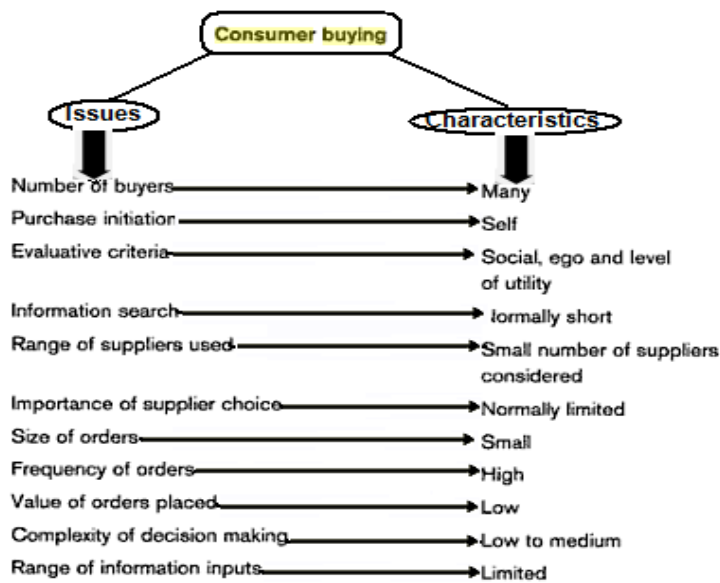 Consumer buying
Issues
Characteristics
Number of buyers
Many
Purchase initiation
Self
Evaluative criteria
Social, ego and level
of utility
Information search
lormally short
Range of suppliers used
Small number of suppliers
considered
Importance of supplier choice
Normally limited
Size of orders
Small
Frequency of orders
High
Value of orders placed
Low
Complexity of decision making
Low to medium
Range of information inputs
Limited